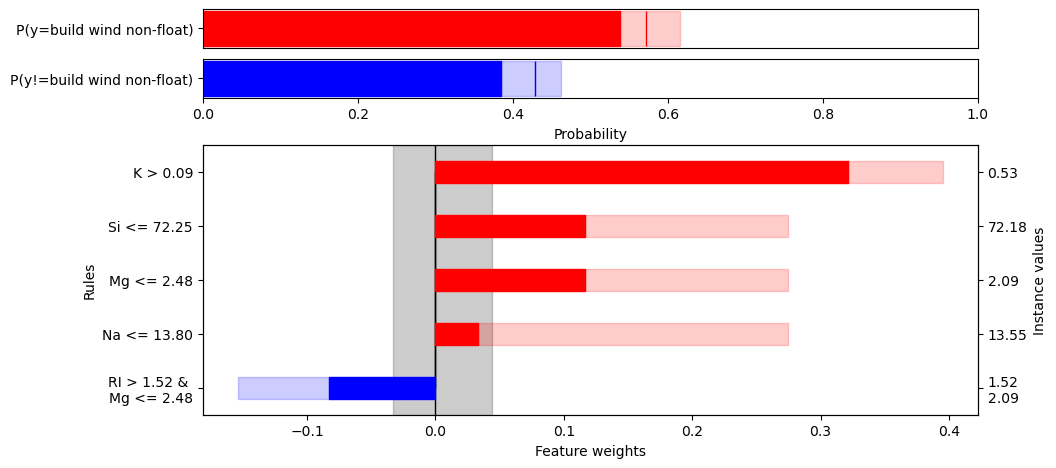 P(y=build wind non-float)
P(y!=build wind non-float)
0.0 0.2 0.4 0.6 0.8 1.0
Probability
Rules
K > 0.09 0.53
Si <= 72.25 72.18
Mg <= 2.48 2.09
Na <= 13.80 13.55
RI > 1.52 & 1.52
Mg <= 2.48 2.09
Instance values
−0.1 0.0 0.1 0.2 0.3 0.4
Feature weights